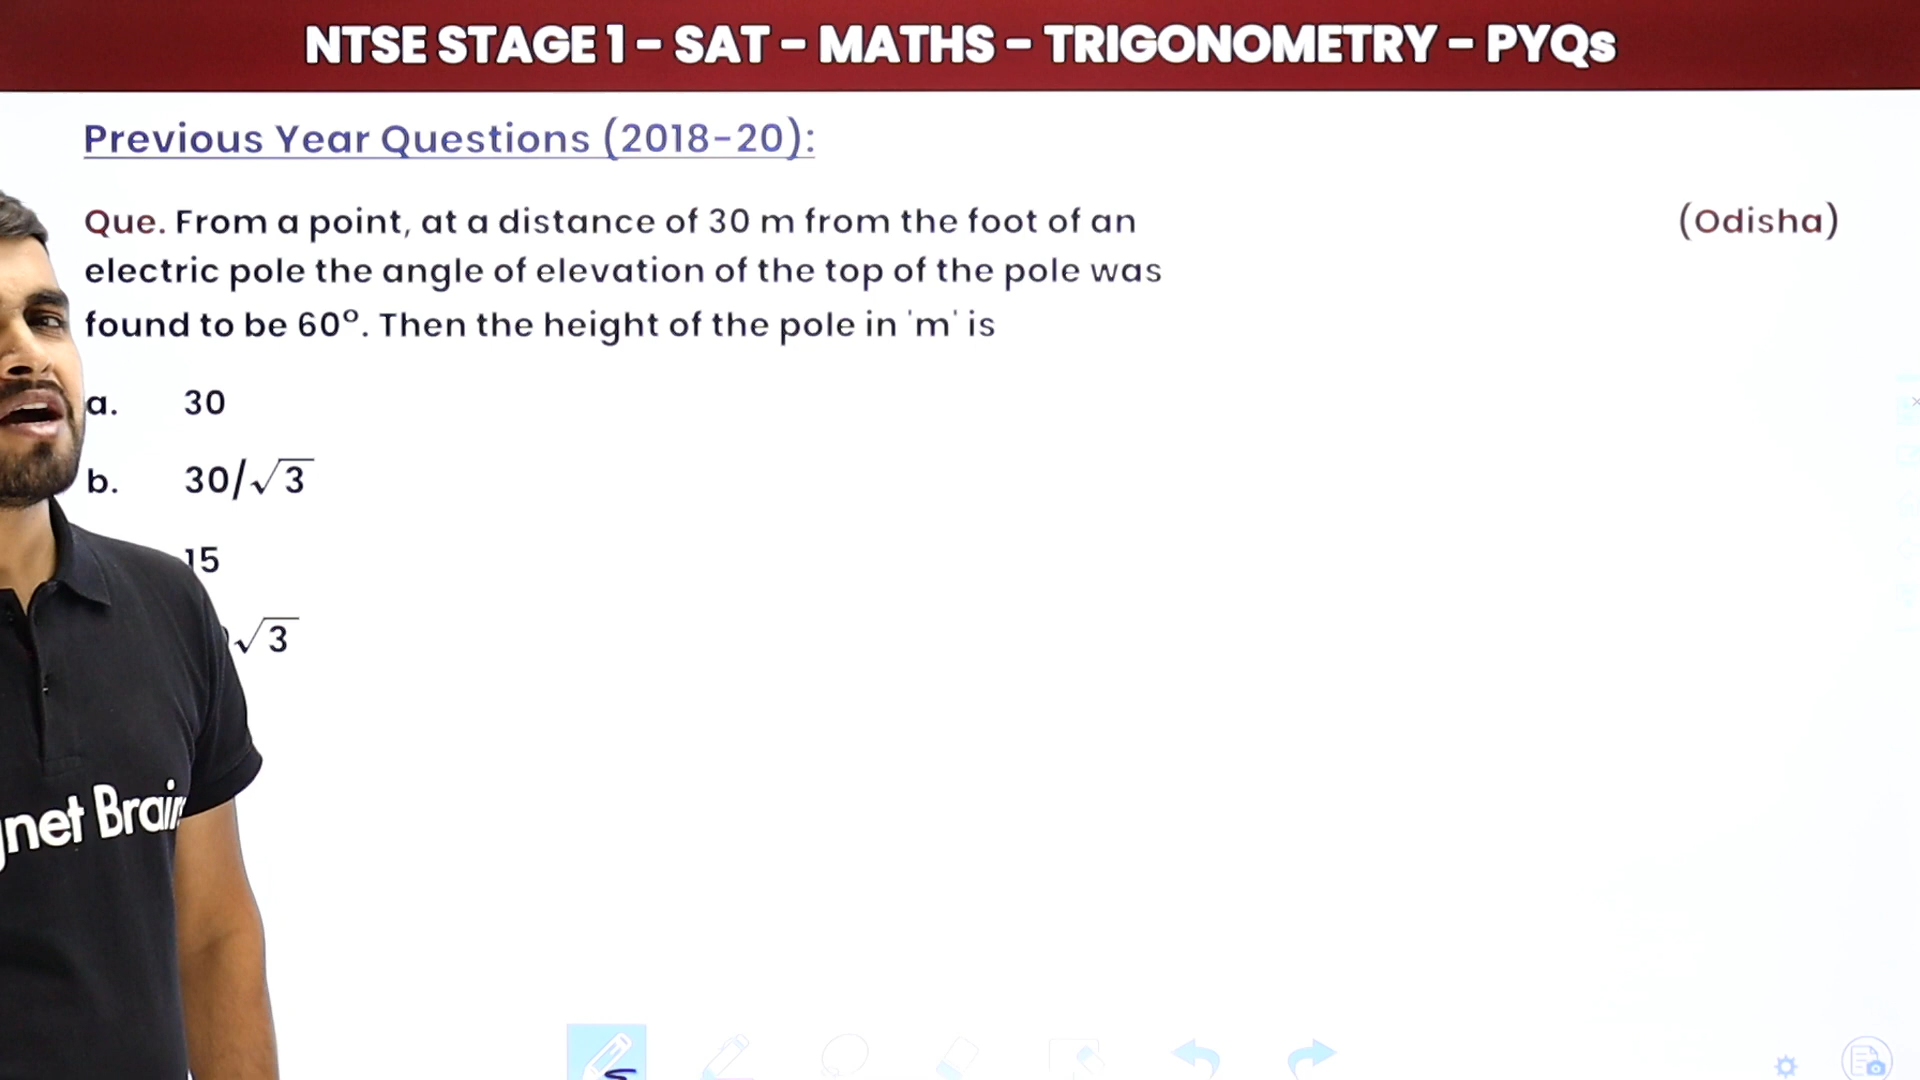 NTSE STAGE 1 – SAT – MATHS – TRIGONOMETRY – PYQs
Previous Year Questions (2018-20):
Que. From a point, at a distance of 30 m from the foot of an (Odisha)
electric pole the angle of elevation of the top of the pole was
found to be 60°. Then the height of the pole in 'm' is
a. 30
b. 30/√3
15
√3
gnet Brain